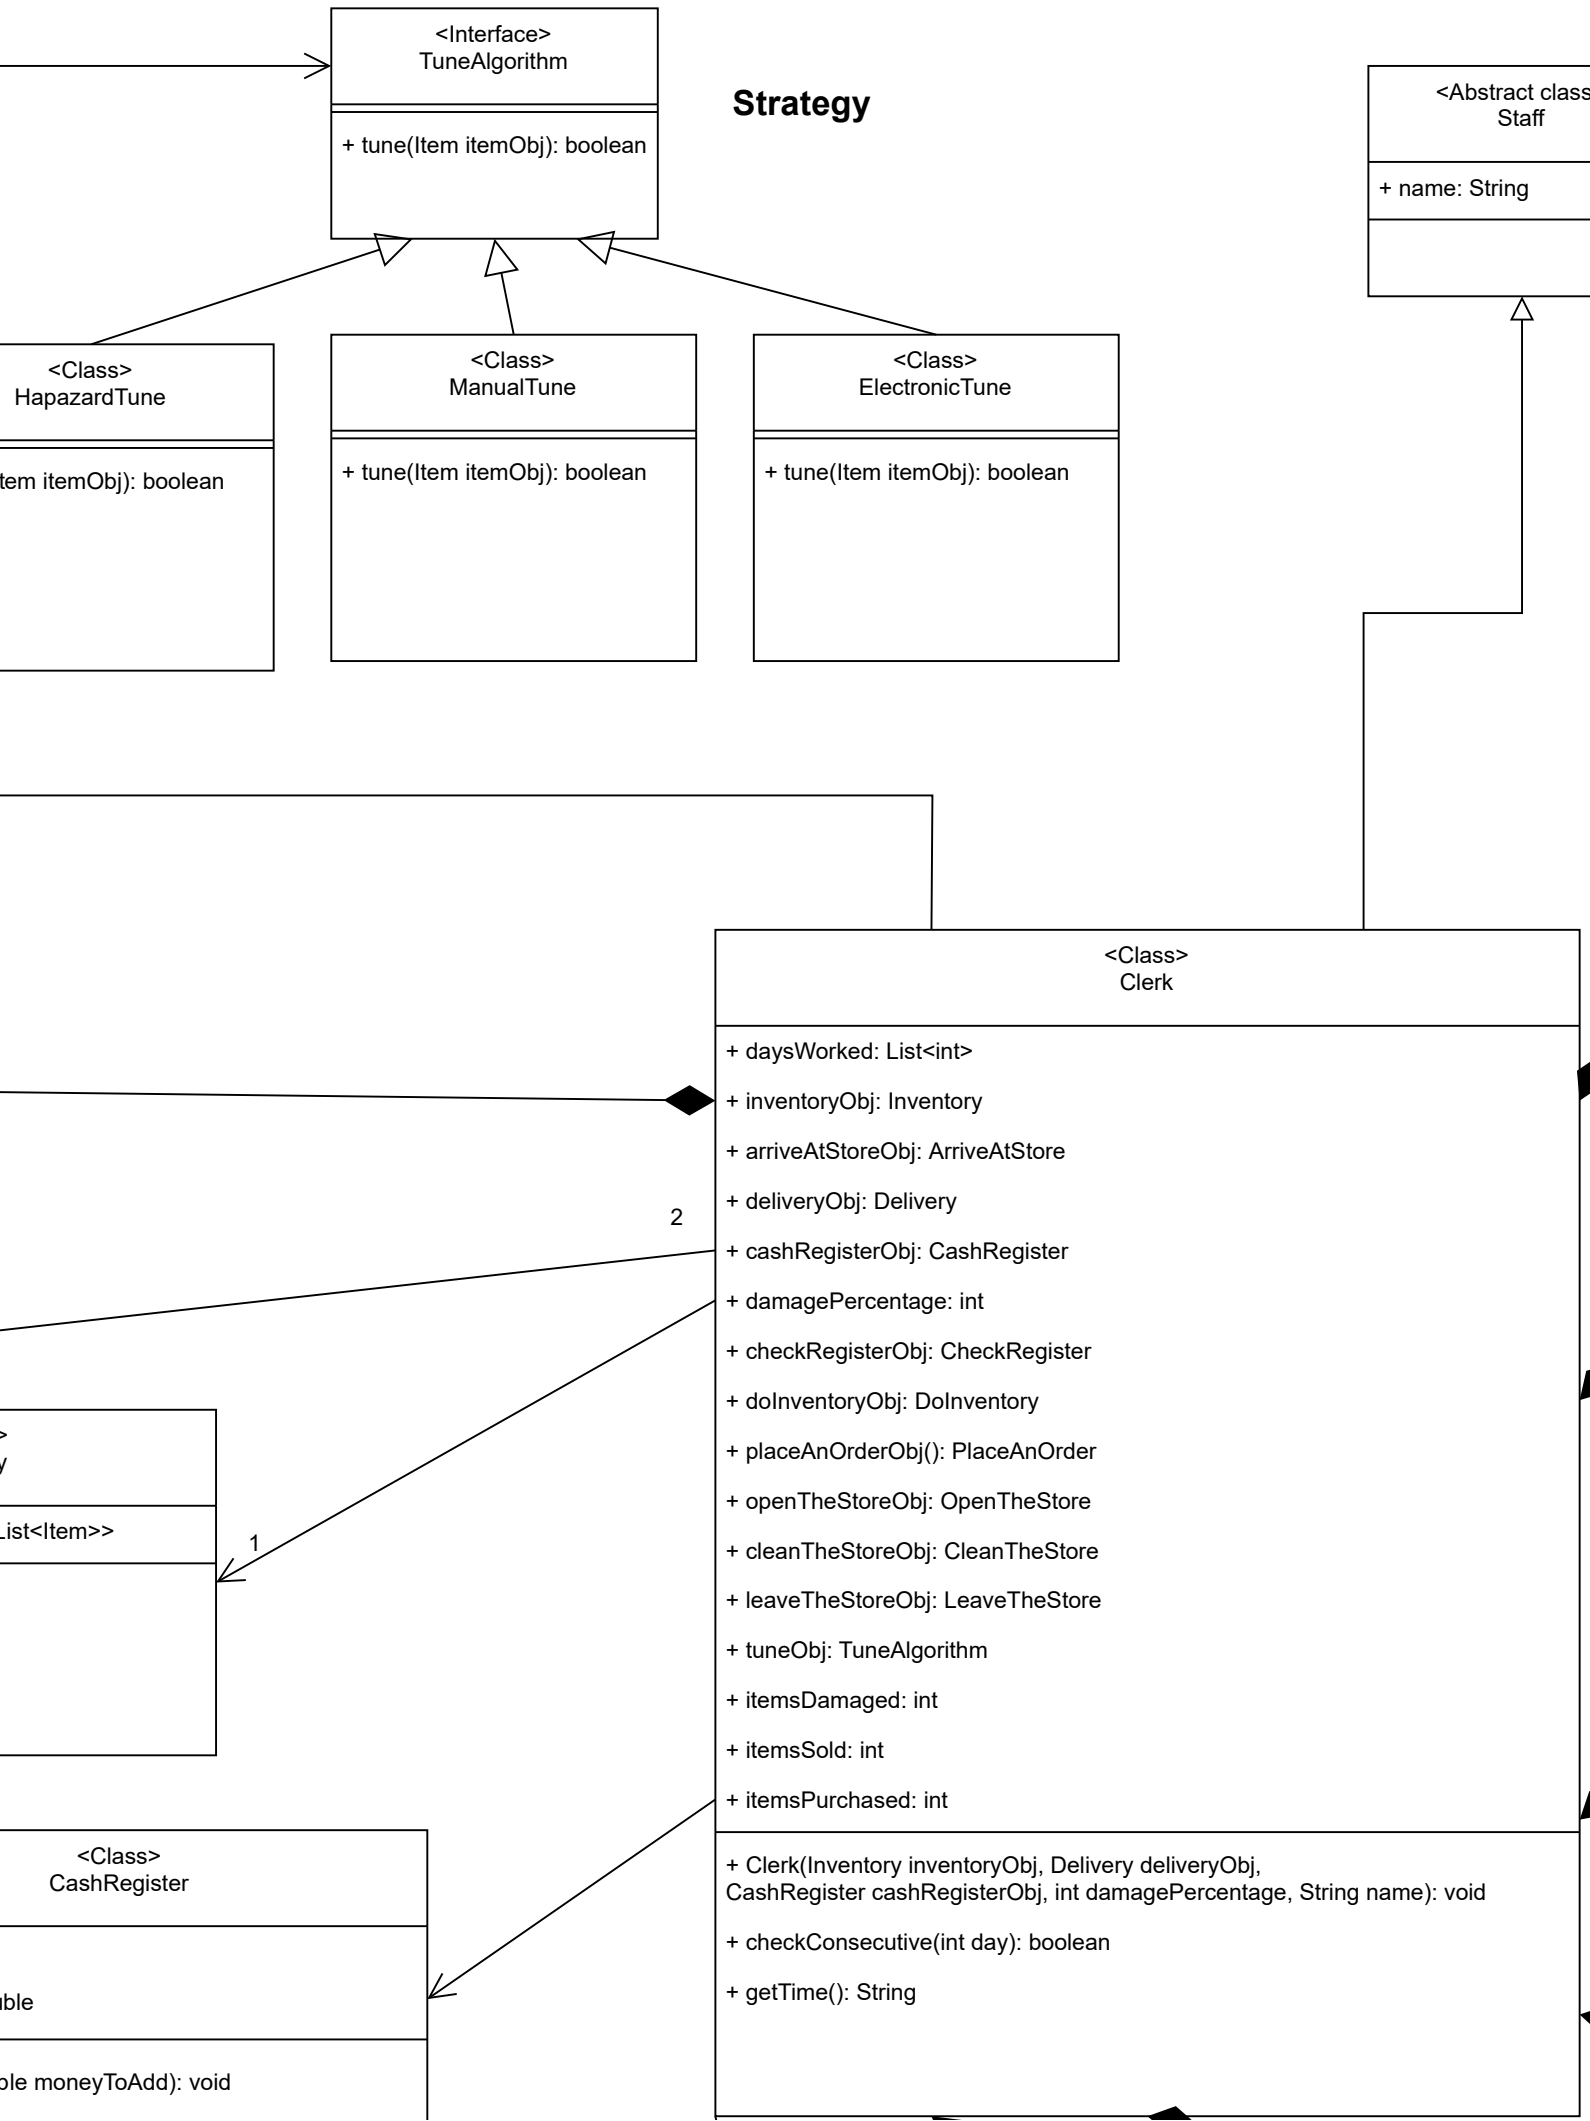 <Interface>
TuneAlgorithm
+ tune(Item itemObj): boolean
Strategy
<Abstract class
Staff
+ name: String
<Class>
HapazardTune
tem itemObj): boolean
<Class>
ManualTune
+ tune(Item itemObj): boolean
<Class>
ElectronicTune
+ tune(Item itemObj): boolean
<Class>
Clerk
+ daysWorked: List<int>
+ inventoryObj: Inventory
+ arriveAtStoreObj: ArriveAtStore
+ deliveryObj: Delivery
+ cashRegisterObj: CashRegister
+ damagePercentage: int
+ checkRegisterObj: CheckRegister
+ doInventoryObj: DoInventory
+ placeAnOrderObj(): PlaceAnOrder
+ openTheStoreObj: OpenTheStore
+ cleanTheStoreObj: CleanTheStore
+ leaveTheStoreObj: LeaveTheStore
+ tuneObj: TuneAlgorithm
+ itemsDamaged: int
+ itemsSold: int
+ itemsPurchased: int
+ Clerk(Inventory inventoryObj, Delivery deliveryObj,
CashRegister cashRegisterObj, int damagePercentage, String name): void
+ checkConsecutive(int day): boolean
+ getTime(): String
2
1
>
y
List<Item>>
<Class>
CashRegister
uble
ble moneyToAdd): void